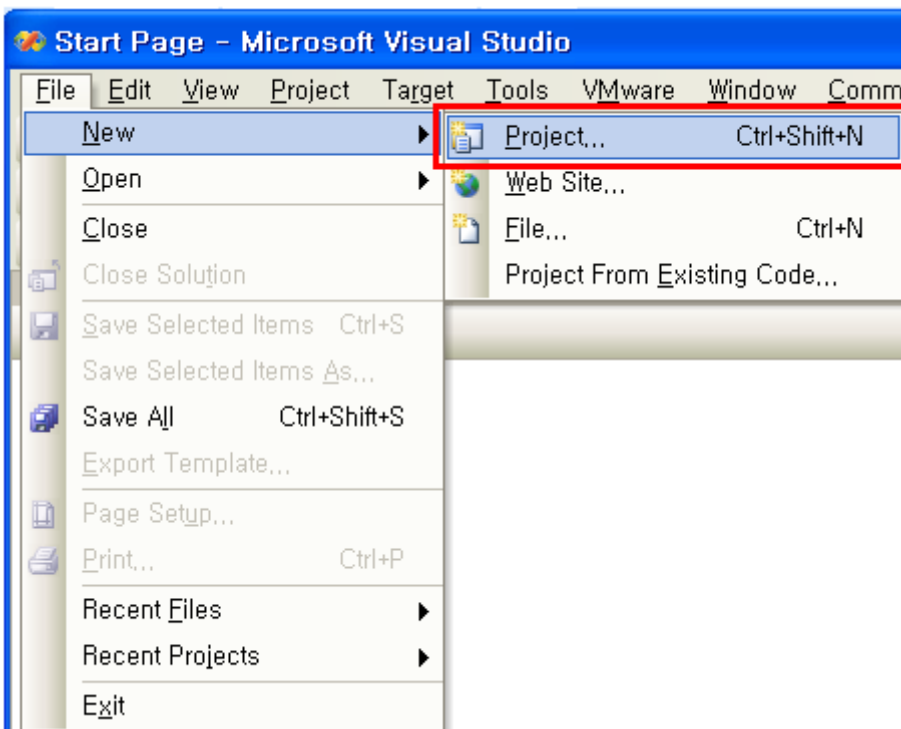 Start Page - Microsoft Visual Studio
File Edit View Project Target Tools VMware Window Comm
New
Project... Ctrl+Shift+N
Open
Web Site...
Close
File... Ctrl+N
Close Solution
Project From Existing Code...
Save Selected Items Ctrl+S
Save Selected Items As...
Save All Ctrl+Shift+S
Export Template...
Page Setup...
Print... Ctrl+P
Recent Files
Recent Projects
Exit